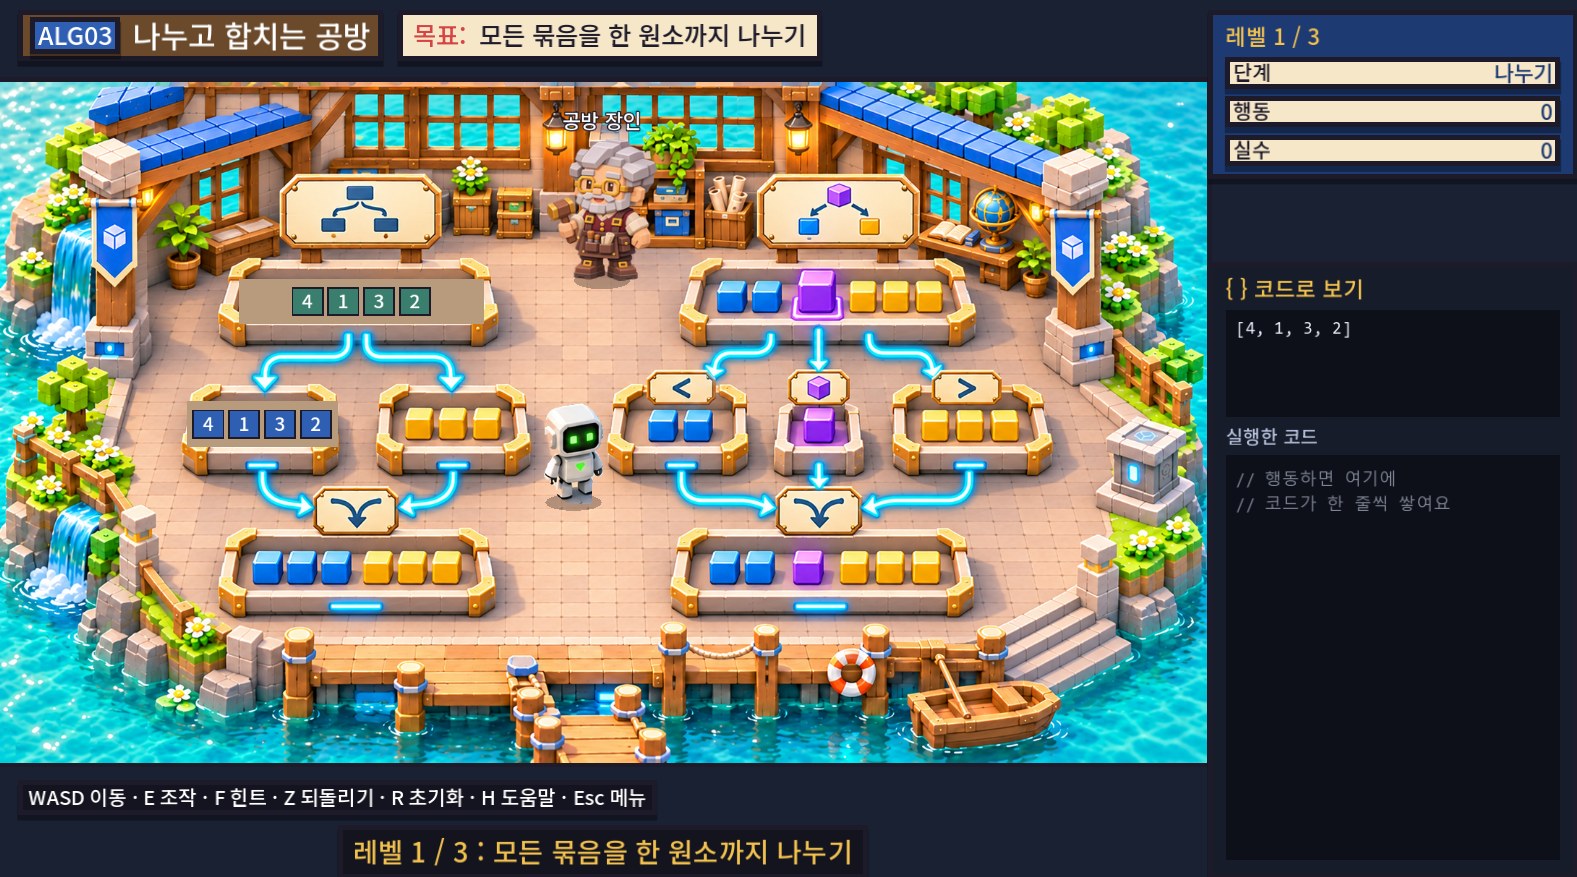 ALG03 나누고 합치는 공방
목표: 모든 묶음을 한 원소까지 나누기
레벨 1 / 3
단계 나누기
행동 0
실수 0
공방 장인
4 1 3 2
4 1 3 2
<
>
{ } 코드로 보기
[4, 1, 3, 2]
실행한 코드
// 행동하면 여기에
// 코드가 한 줄씩 쌓여요
WASD 이동 · E 조작 · F 힌트 · Z 되돌리기 · R 초기화 · H 도움말 · Esc 메뉴
레벨 1 / 3 : 모든 묶음을 한 원소까지 나누기